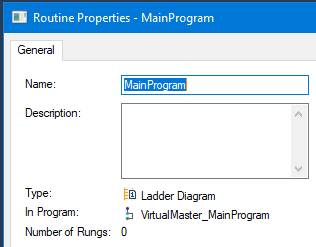 Routine Properties - MainProgram
General
Name: MainProgram
Description:
Type: Ladder Diagram
In Program: VirtualMaster_MainProgram
Number of Rungs: 0